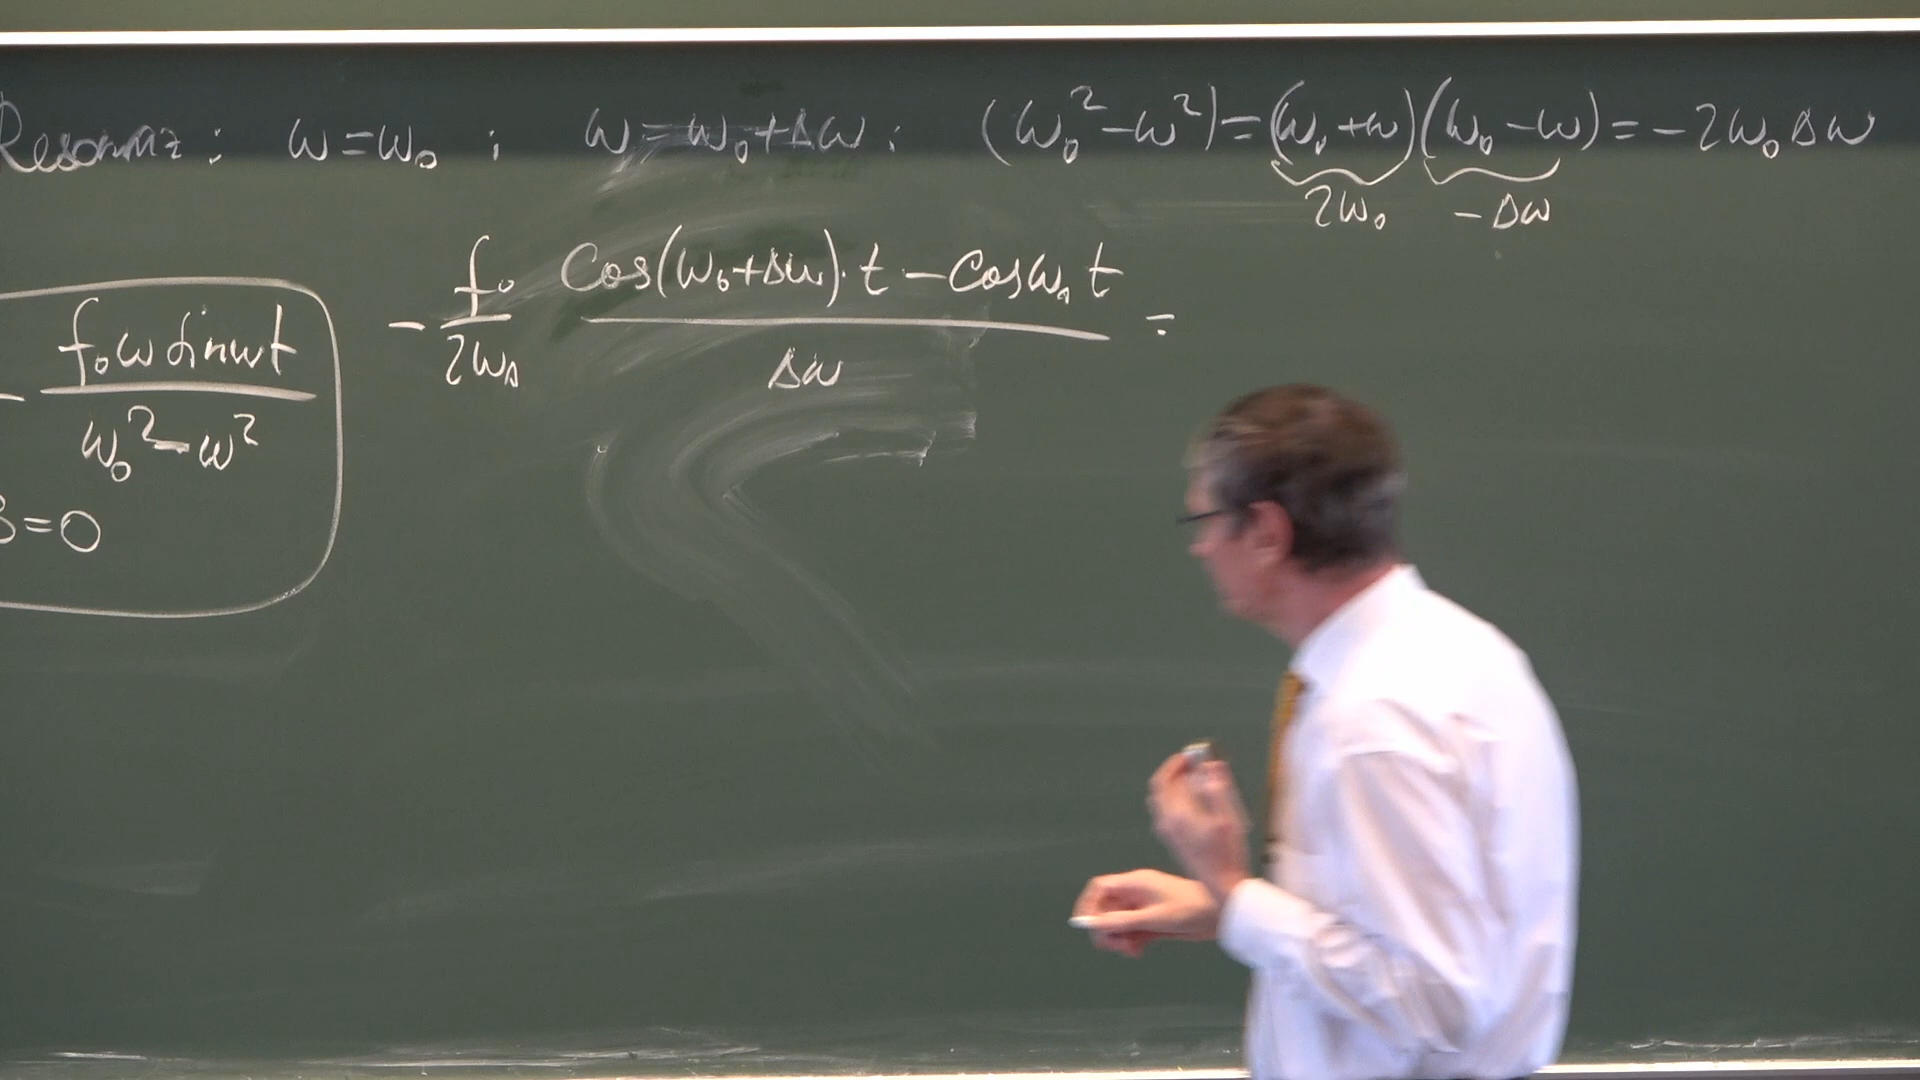 Resonanz: ω=ω₀ ; ω=ω₀+Δω: (ω₀²-ω²)=(ω₀+ω)(ω₀-ω)=-2ω₀Δω
2ω₀ -Δω
-f₀/2ω₀ (cos(ω₀+Δω)·t-cosω₀t)/Δω =
- f₀ω sinωt/(ω₀²-ω²)
B=0